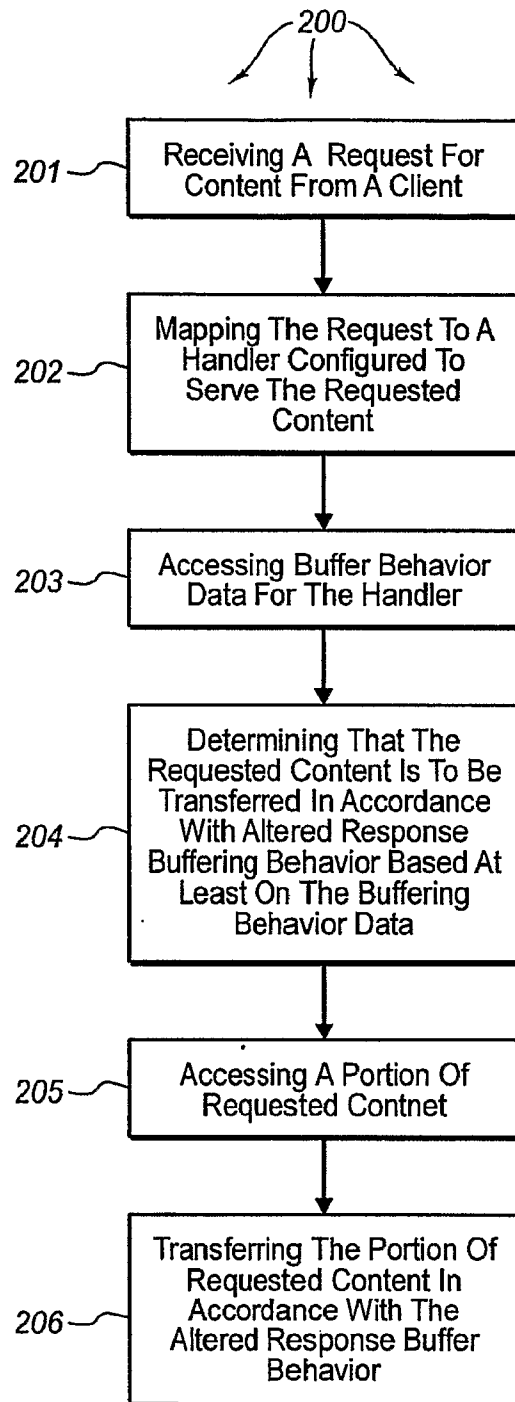 200
201
Receiving A Request For
Content From A Client
202
Mapping The Request To A
Handler Configured To
Serve The Requested
Content
203
Accessing Buffer Behavior
Data For The Handler
204
Determining That The
Requested Content Is To Be
Transferred In Accordance
With Altered Response
Buffering Behavior Based At
Least On The Buffering
Behavior Data
205
Accessing A Portion Of
Requested Contnet
206
Transferring The Portion Of
Requested Content In
Accordance With The
Altered Response Buffer
Behavior